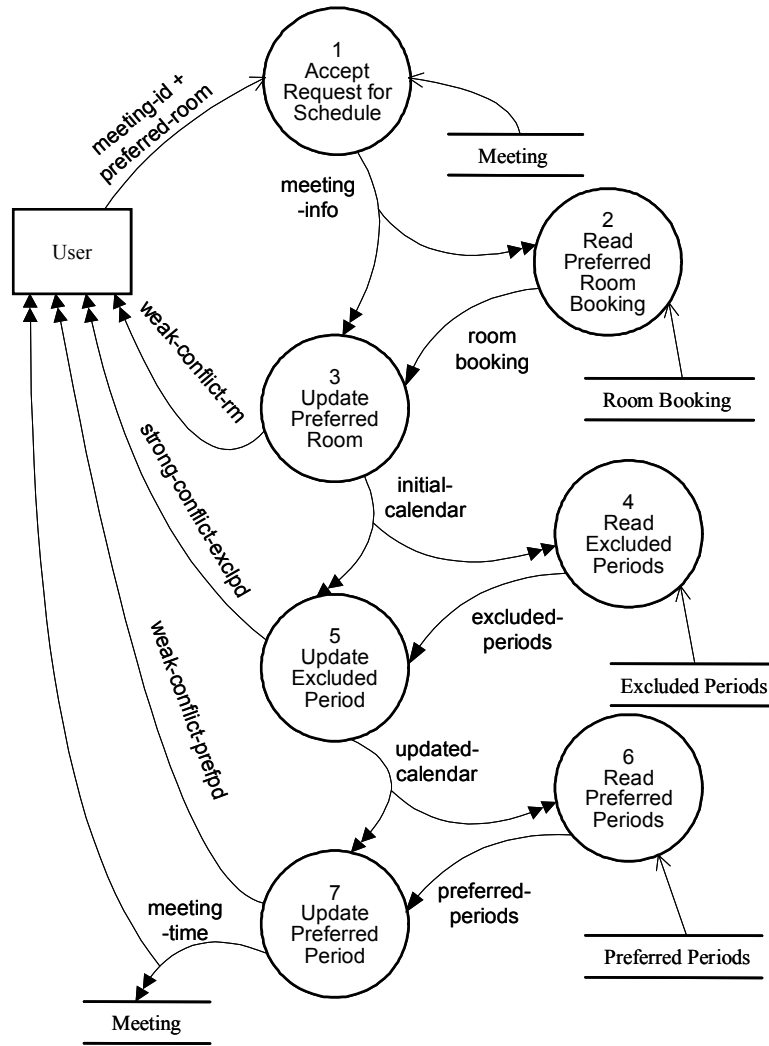 1
Accept
Request for
Schedule
meeting-id +
preferred-room
Meeting
meeting
-info
2
Read
Preferred
Room
Booking
User
room
booking
weak-conflict-rm
3
Update
Preferred
Room
Room Booking
strong-conflict-exclpd
initial-
calendar
4
Read
Excluded
Periods
excluded-
periods
5
Update
Excluded
Period
Excluded Periods
weak-conflict-prefpd
updated-
calendar
6
Read
Preferred
Periods
7
Update
Preferred
Period
preferred-
periods
meeting
-time
Preferred Periods
Meeting